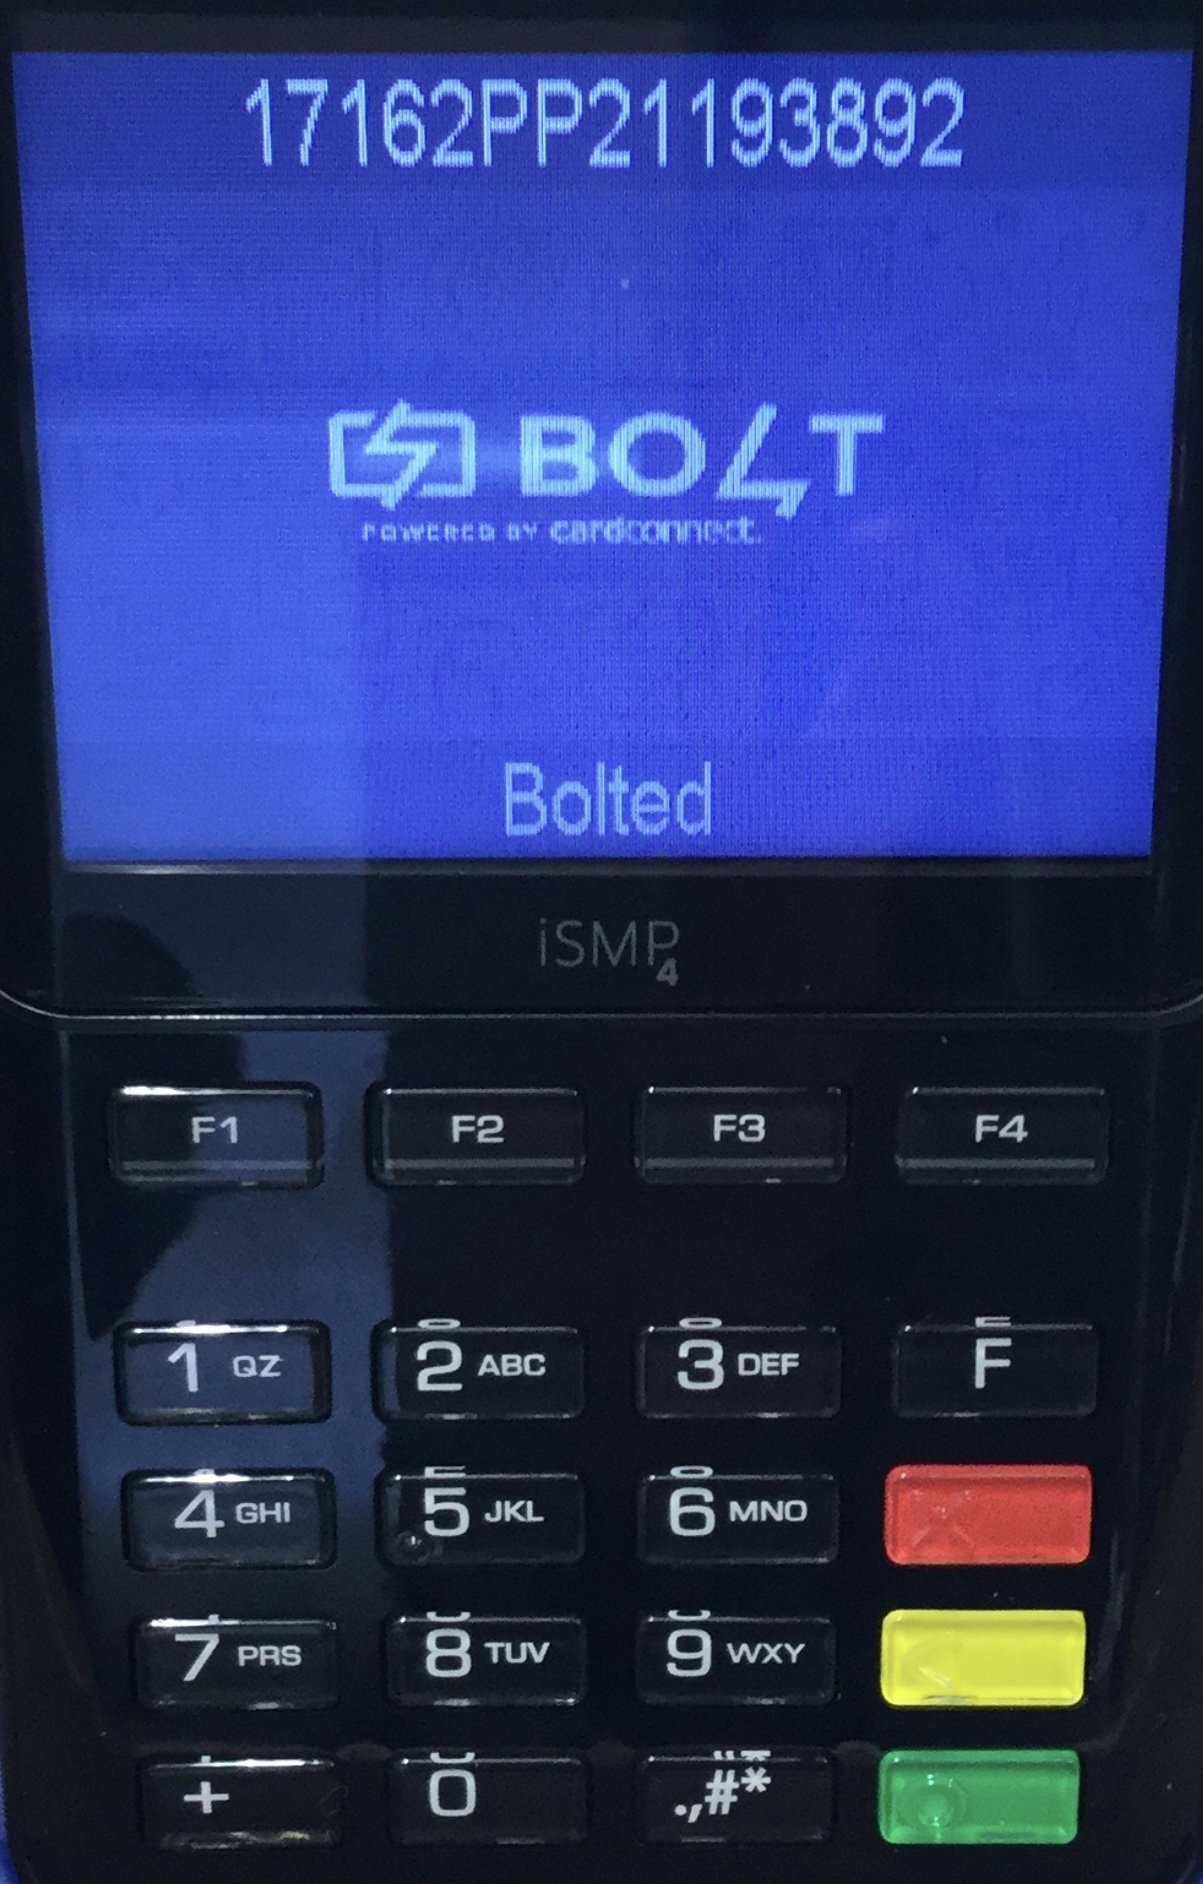 17162PP21193892
BOLT
POWERED BY cardconnect.
Bolted
iSMP4
F1 F2 F3 F4
1 QZ 2 ABC 3 DEF F
4 GHI 5 JKL 6 MNO
7 PRS 8 TUV 9 WXY
+ 0 .,#*